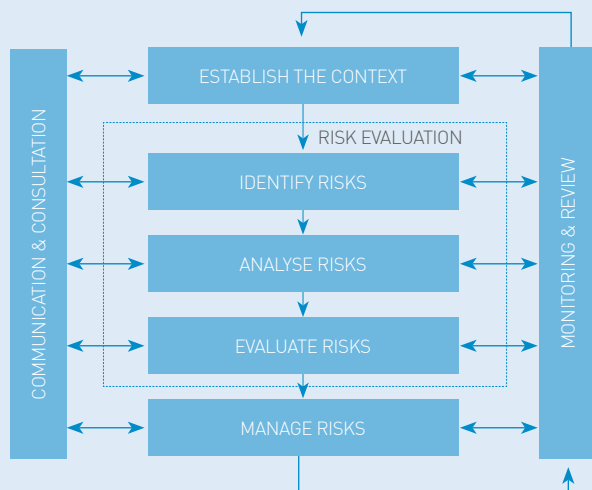 ESTABLISH THE CONTEXT
RISK EVALUATION
IDENTIFY RISKS
ANALYSE RISKS
EVALUATE RISKS
MANAGE RISKS
COMMUNICATION & CONSULTATION
MONITORING & REVIEW